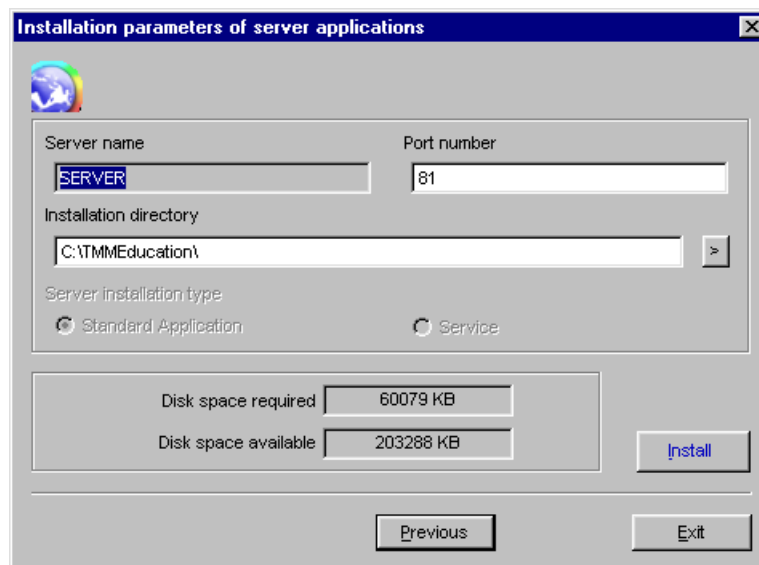 Installation parameters of server applications
Server name
Port number
SERVER
81
Installation directory
C:\TMMEducation\
>
Server installation type
Standard Application
Service
Disk space required
60079 KB
Disk space available
203288 KB
Install
Previous
Exit